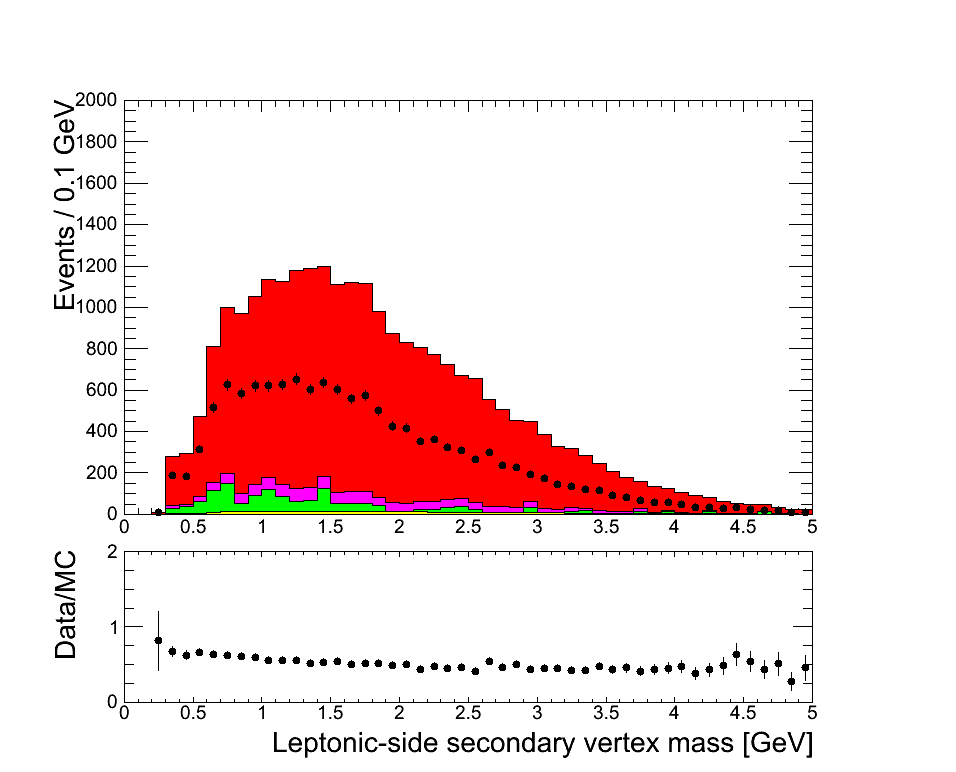 2000
1800
1600
1400
1200
1000
800
600
400
200
0
Events / 0.1 GeV
0 0.5 1 1.5 2 2.5 3 3.5 4 4.5 5
2
1
0
Data/MC
0 0.5 1 1.5 2 2.5 3 3.5 4 4.5 5
Leptonic-side secondary vertex mass [GeV]